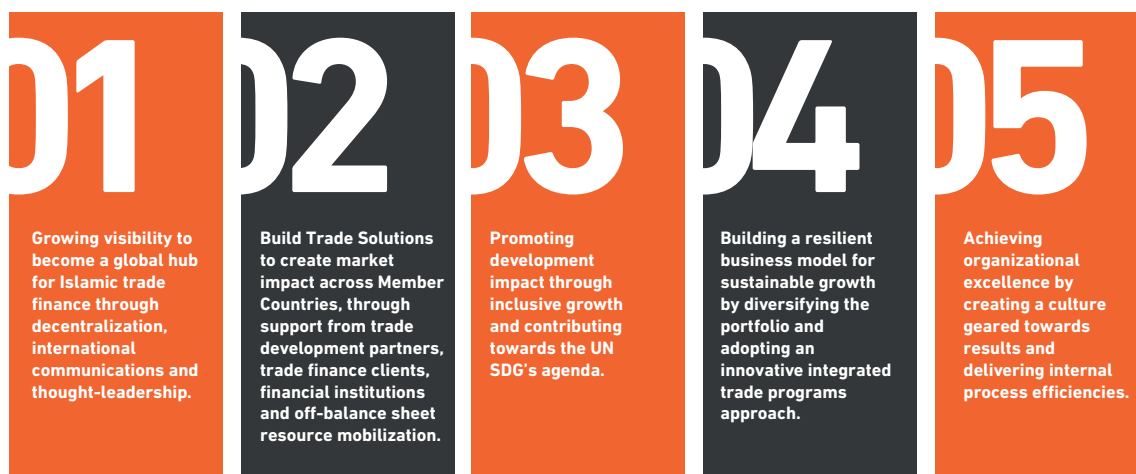 01
Growing visibility to
become a global hub
for Islamic trade
finance through
decentralization,
international
communications and
thought-leadership.
02
Build Trade Solutions
to create market
impact across Member
Countries, through
support from trade
development partners,
trade finance clients,
financial institutions
and off-balance sheet
resource mobilization.
03
Promoting
development
impact through
inclusive growth
and contributing
towards the UN
SDG's agenda.
04
Building a resilient
business model for
sustainable growth
by diversifying the
portfolio and
adopting an
innovative integrated
trade programs
approach.
05
Achieving
organizational
excellence by
creating a culture
geared towards
results and
delivering internal
process efficiencies.